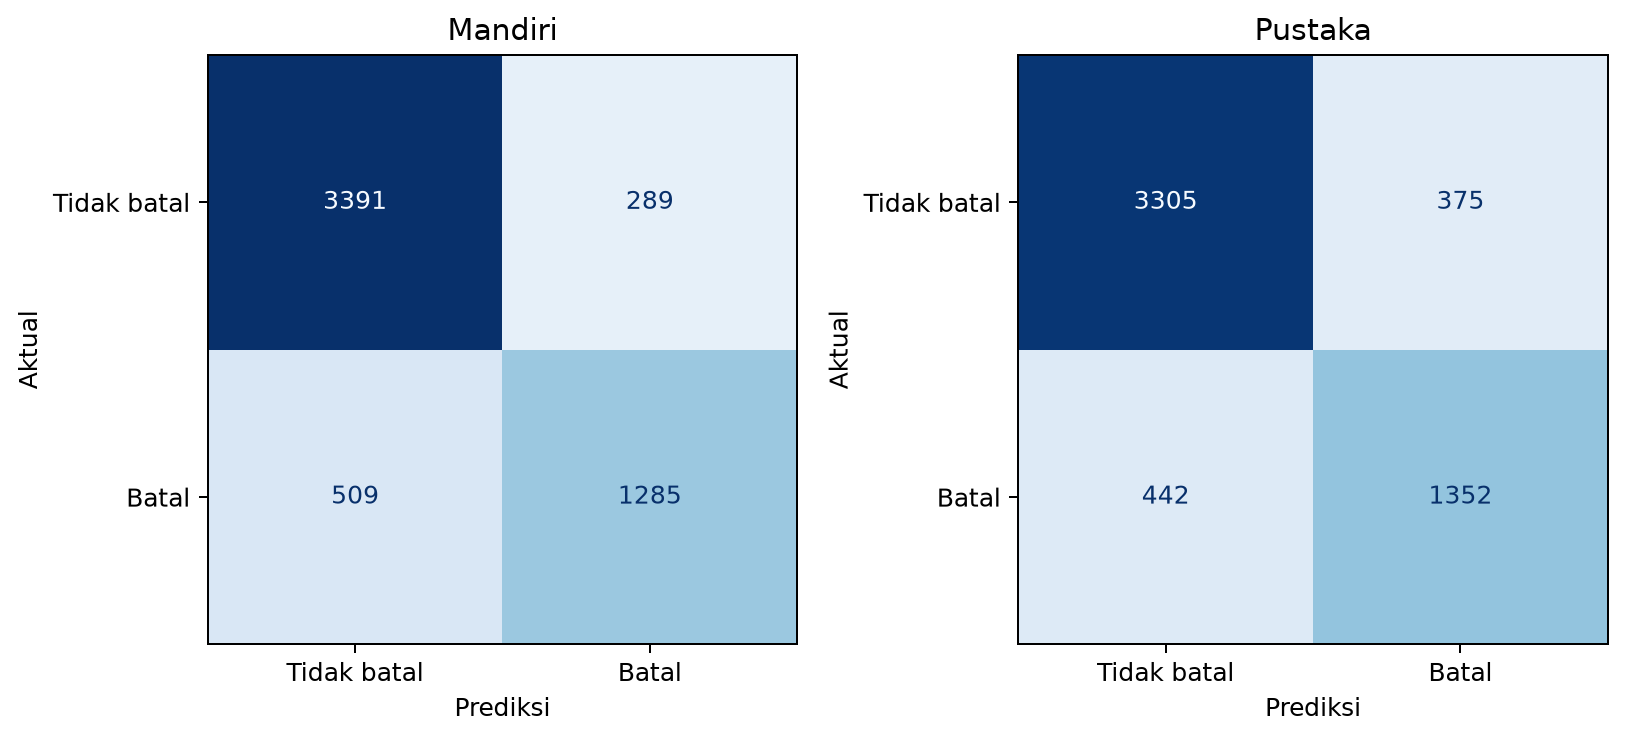 Mandiri
Aktual
Tidak batal
3391
289
Batal
509
1285
Tidak batal
Batal
Prediksi
Pustaka
Aktual
Tidak batal
3305
375
Batal
442
1352
Tidak batal
Batal
Prediksi